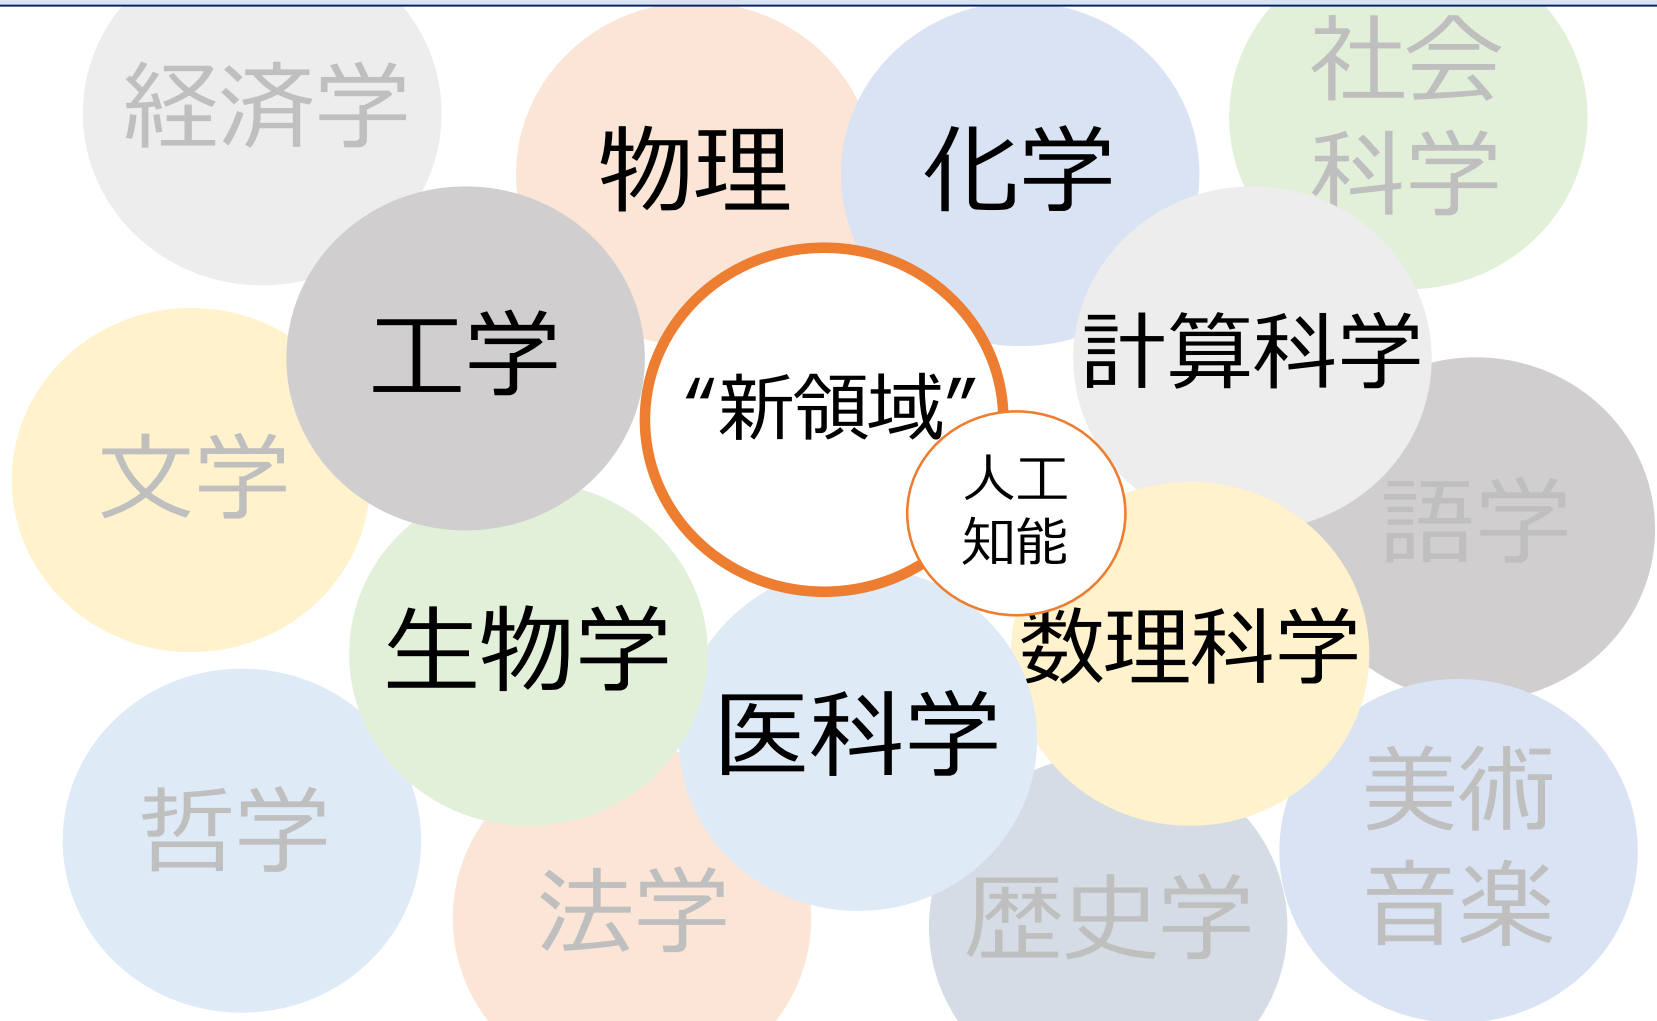 経済学
物理
化学
社会
科学
工学
計算科学
“新領域”
人工
知能
文学
語学
生物学
数理科学
医科学
哲学
美術
音楽
法学
歴史学